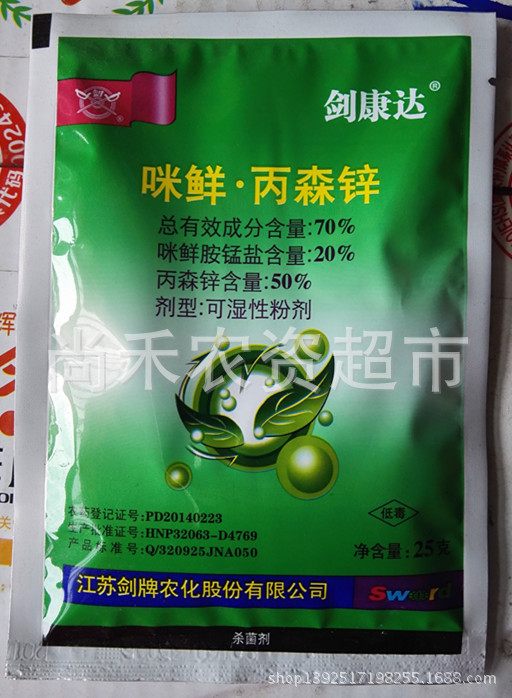 剑
剑康达®
咪鲜·丙森锌
总有效成分含量:70%
咪鲜胺锰盐含量:20%
丙森锌含量:50%
剂型:可湿性粉剂
尚禾农资超市
农药登记证号:PD20140223
生产批准证号:HNP32063-D4769
产品标准号:Q/320925JNA050
低毒
净含量:25克
江苏剑牌农化股份有限公司
Sword
杀菌剂
shop1392517198255.1688.com